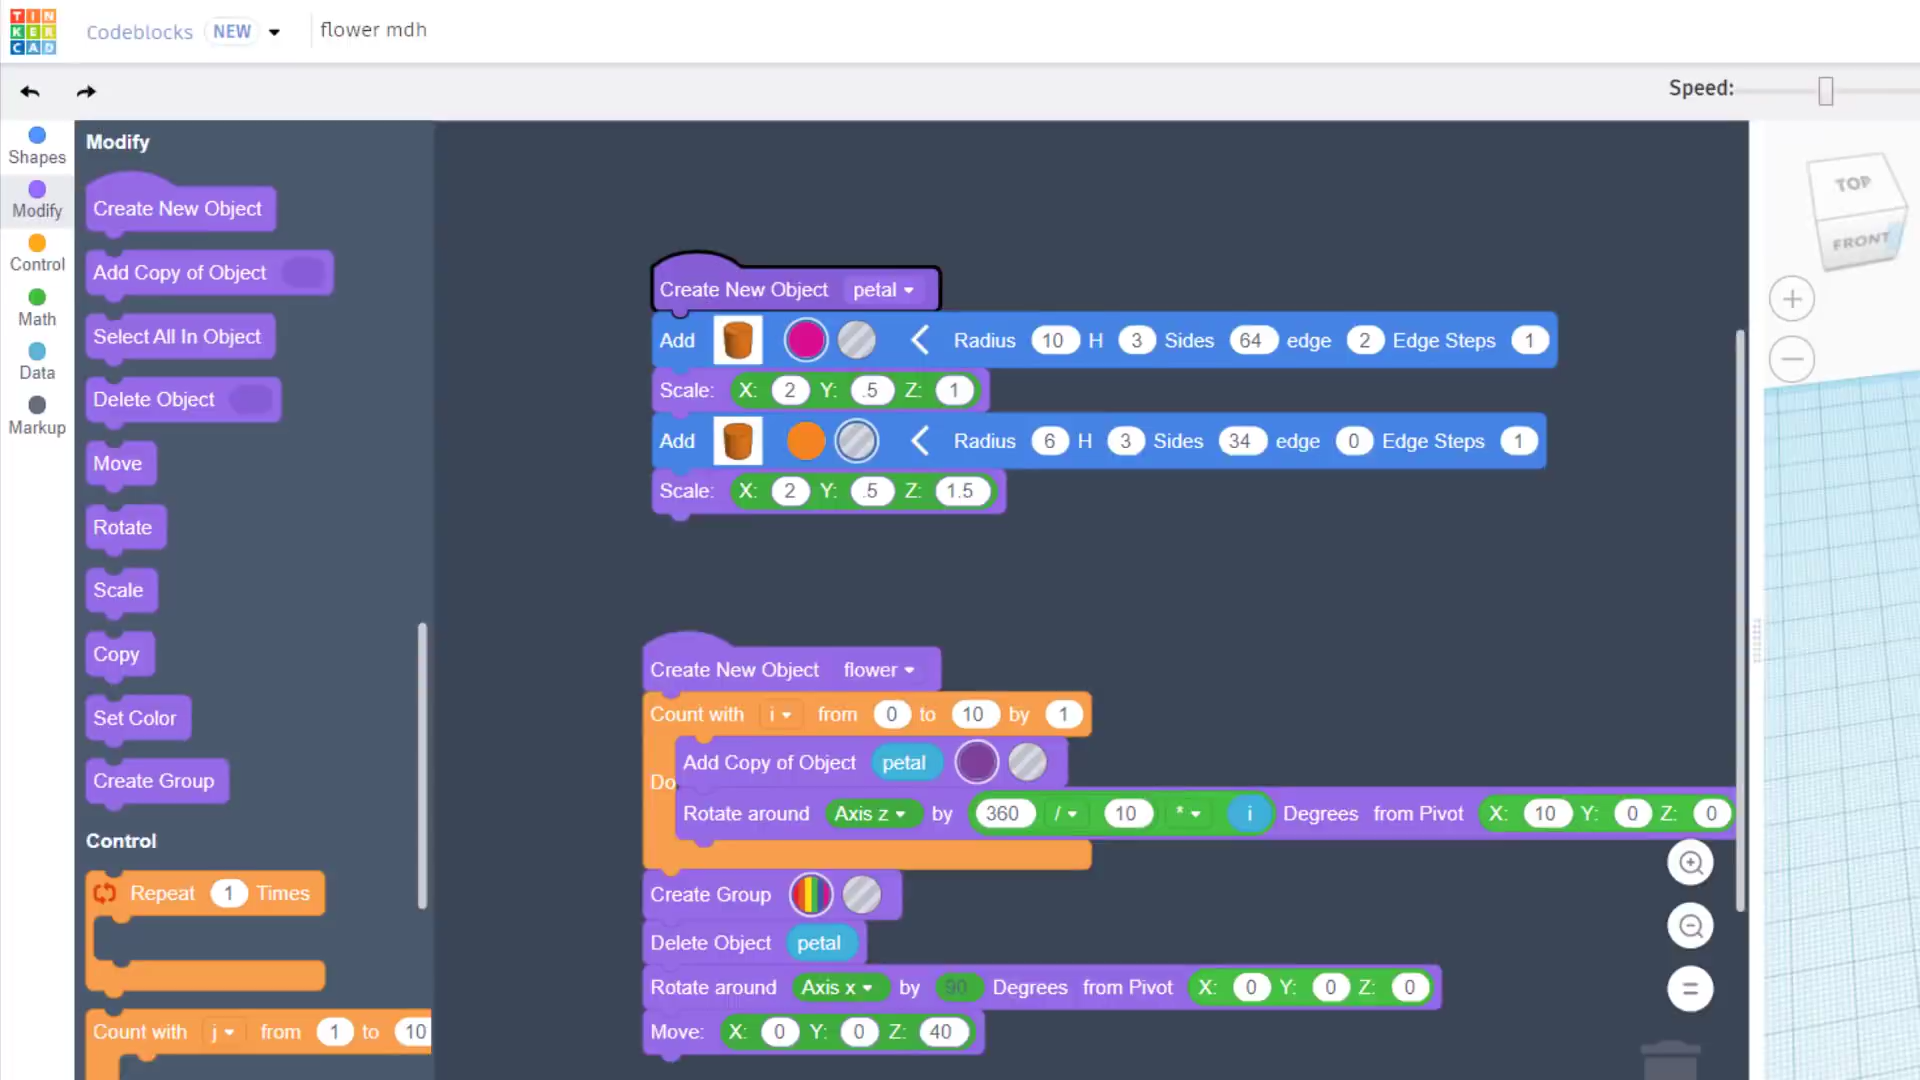 TIN
KER
CAD
Codeblocks NEW flower mdh
Speed:
Shapes
Modify
Control
Math
Data
Markup
Modify
Create New Object
Add Copy of Object
Select All In Object
Delete Object
Move
Rotate
Scale
Copy
Set Color
Create Group
Control
Repeat 1 Times
Count with j from 1 to 10
Create New Object petal
Add Radius 10 H 3 Sides 64 edge 2 Edge Steps 1
Scale: X: 2 Y: .5 Z: 1
Add Radius 6 H 3 Sides 34 edge 0 Edge Steps 1
Scale: X: 2 Y: .5 Z: 1.5
Create New Object flower
Count with i from 0 to 10 by 1
Do
Add Copy of Object petal
Rotate around Axis z by 360 / 10 * i Degrees from Pivot X: 10 Y: 0 Z: 0
Create Group
Delete Object petal
Rotate around Axis x by 90 Degrees from Pivot X: 0 Y: 0 Z: 0
Move: X: 0 Y: 0 Z: 40
TOP
FRONT